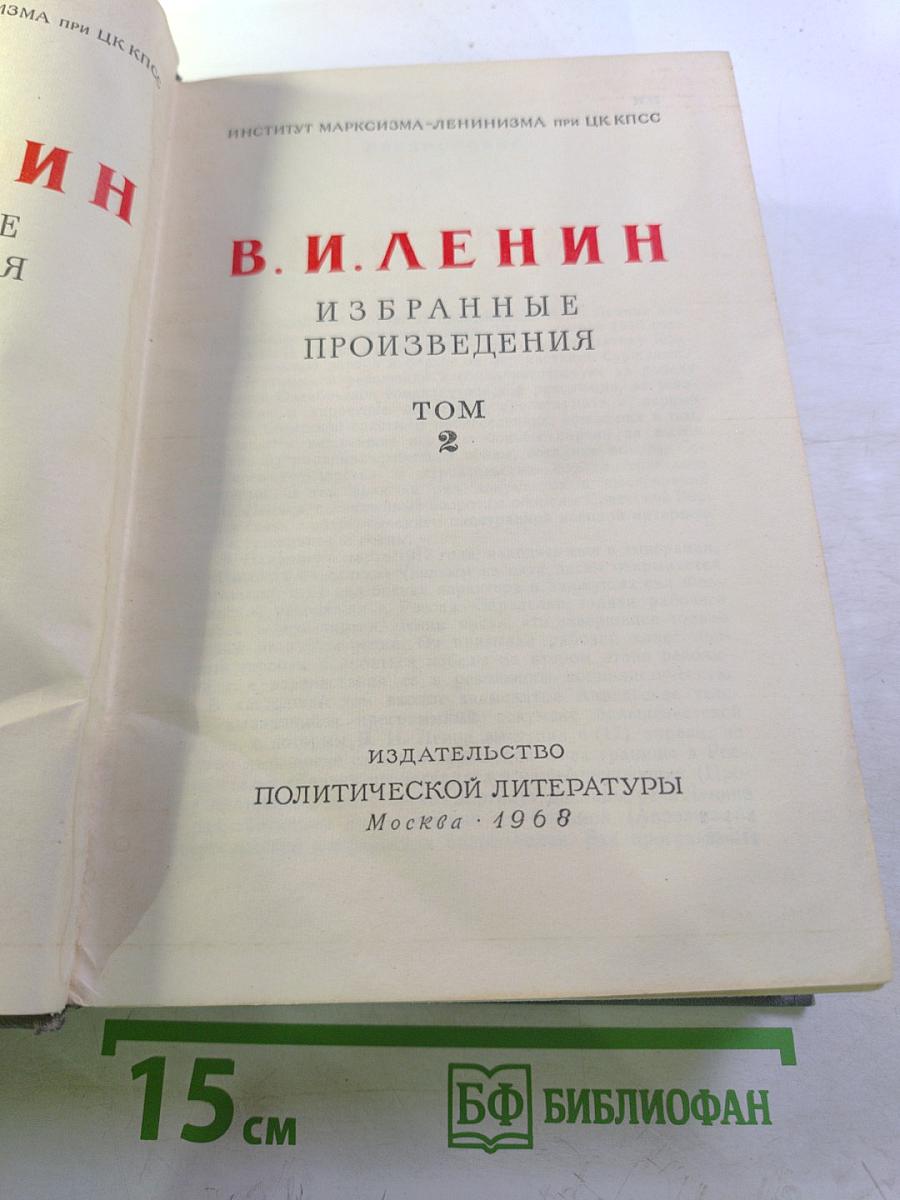 ИЗМА ПРИ ЦК КПСС
ИН
Е
Я
ИНСТИТУТ МАРКСИЗМА-ЛЕНИНИЗМА ПРИ ЦК КПСС
В. И. ЛЕНИН
ИЗБРАННЫЕ
ПРОИЗВЕДЕНИЯ
ТОМ
2
ИЗДАТЕЛЬСТВО
ПОЛИТИЧЕСКОЙ ЛИТЕРАТУРЫ
Москва · 1968
15 см
БФ БИБЛИОФАН